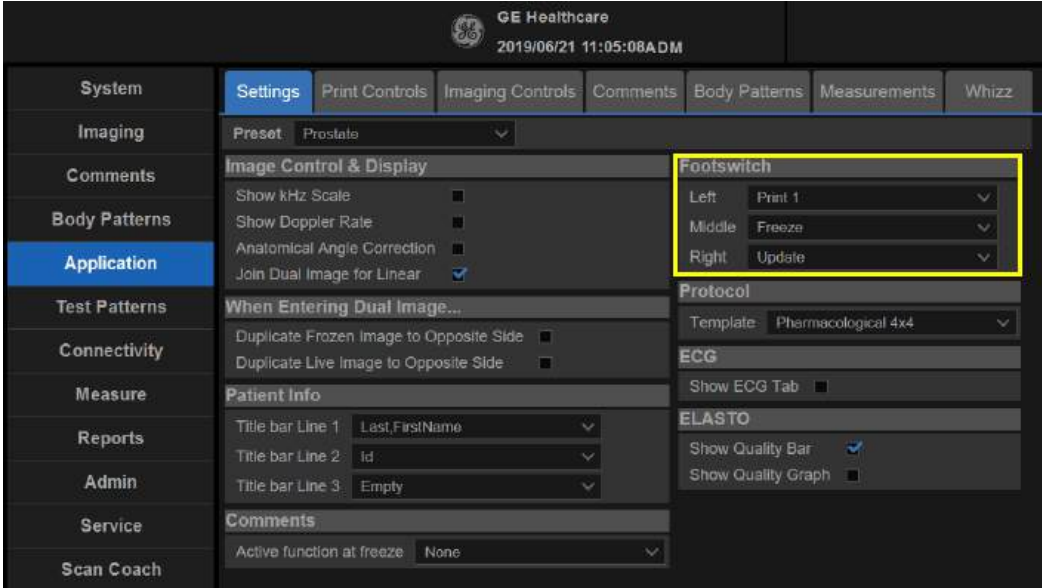 GE Healthcare
2019/06/21 11:05:08ADM
System
Imaging
Comments
Body Patterns
Application
Test Patterns
Connectivity
Measure
Reports
Admin
Service
Scan Coach
Settings Print Controls Imaging Controls Comments Body Patterns Measurements Whizz
Preset Prostate
Image Control & Display
Show kHz Scale
Show Doppler Rate
Anatomical Angle Correction
Join Dual Image for Linear
When Entering Dual Image...
Duplicate Frozen Image to Opposite Side
Duplicate Live Image to Opposite Side
Patient Info
Title bar Line 1 Last,FirstName
Title bar Line 2 Id
Title bar Line 3 Empty
Comments
Active function at freeze None
Footswitch
Left Print 1
Middle Freeze
Right Update
Protocol
Template Pharmacological 4x4
ECG
Show ECG Tab
ELASTO
Show Quality Bar
Show Quality Graph